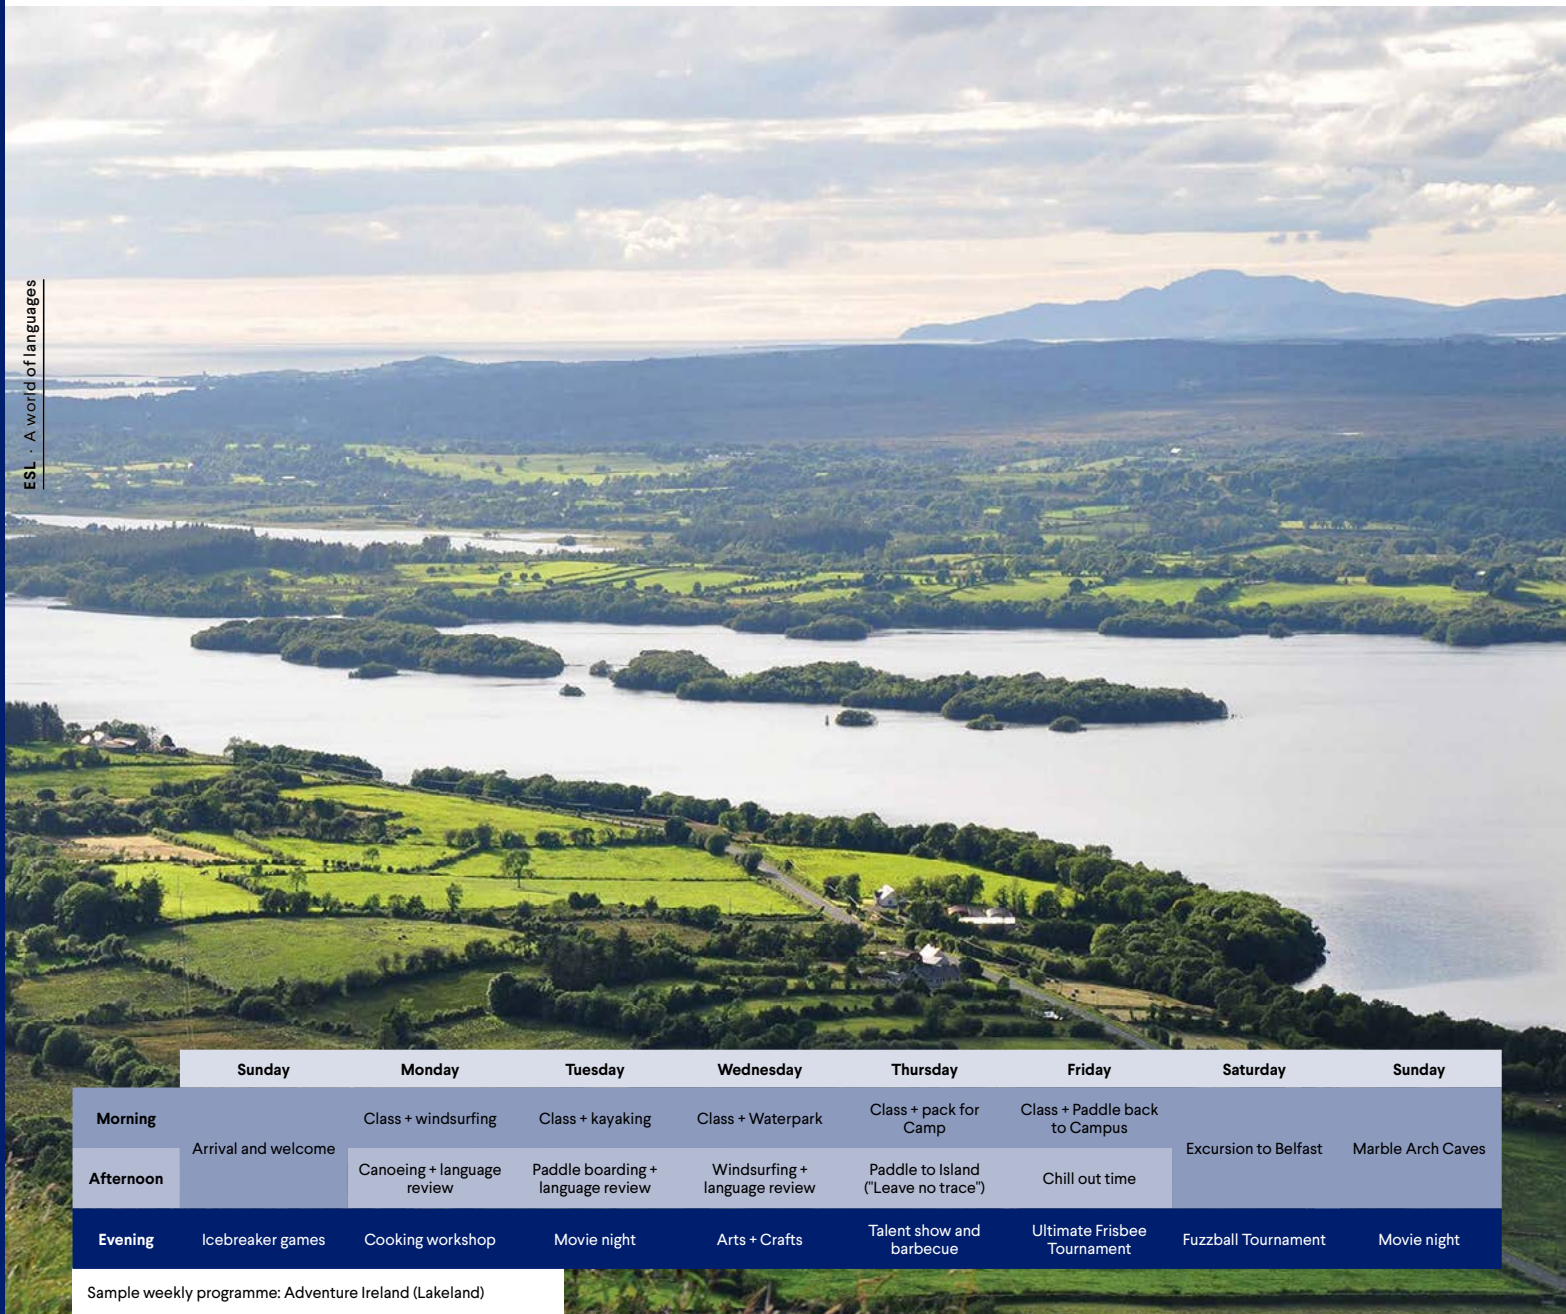 ESL · A world of languages
Sunday Monday Tuesday Wednesday Thursday Friday Saturday Sunday
Morning
Arrival and welcome
Class + windsurfing
Class + kayaking
Class + Waterpark
Class + pack for
Camp
Class + Paddle back
to Campus
Excursion to Belfast
Marble Arch Caves
Afternoon
Canoeing + language
review
Paddle boarding +
language review
Windsurfing +
language review
Paddle to Island
("Leave no trace")
Chill out time
Evening
Icebreaker games
Cooking workshop
Movie night
Arts + Crafts
Talent show and
barbecue
Ultimate Frisbee
Tournament
Fuzzball Tournament
Movie night
Sample weekly programme: Adventure Ireland (Lakeland)